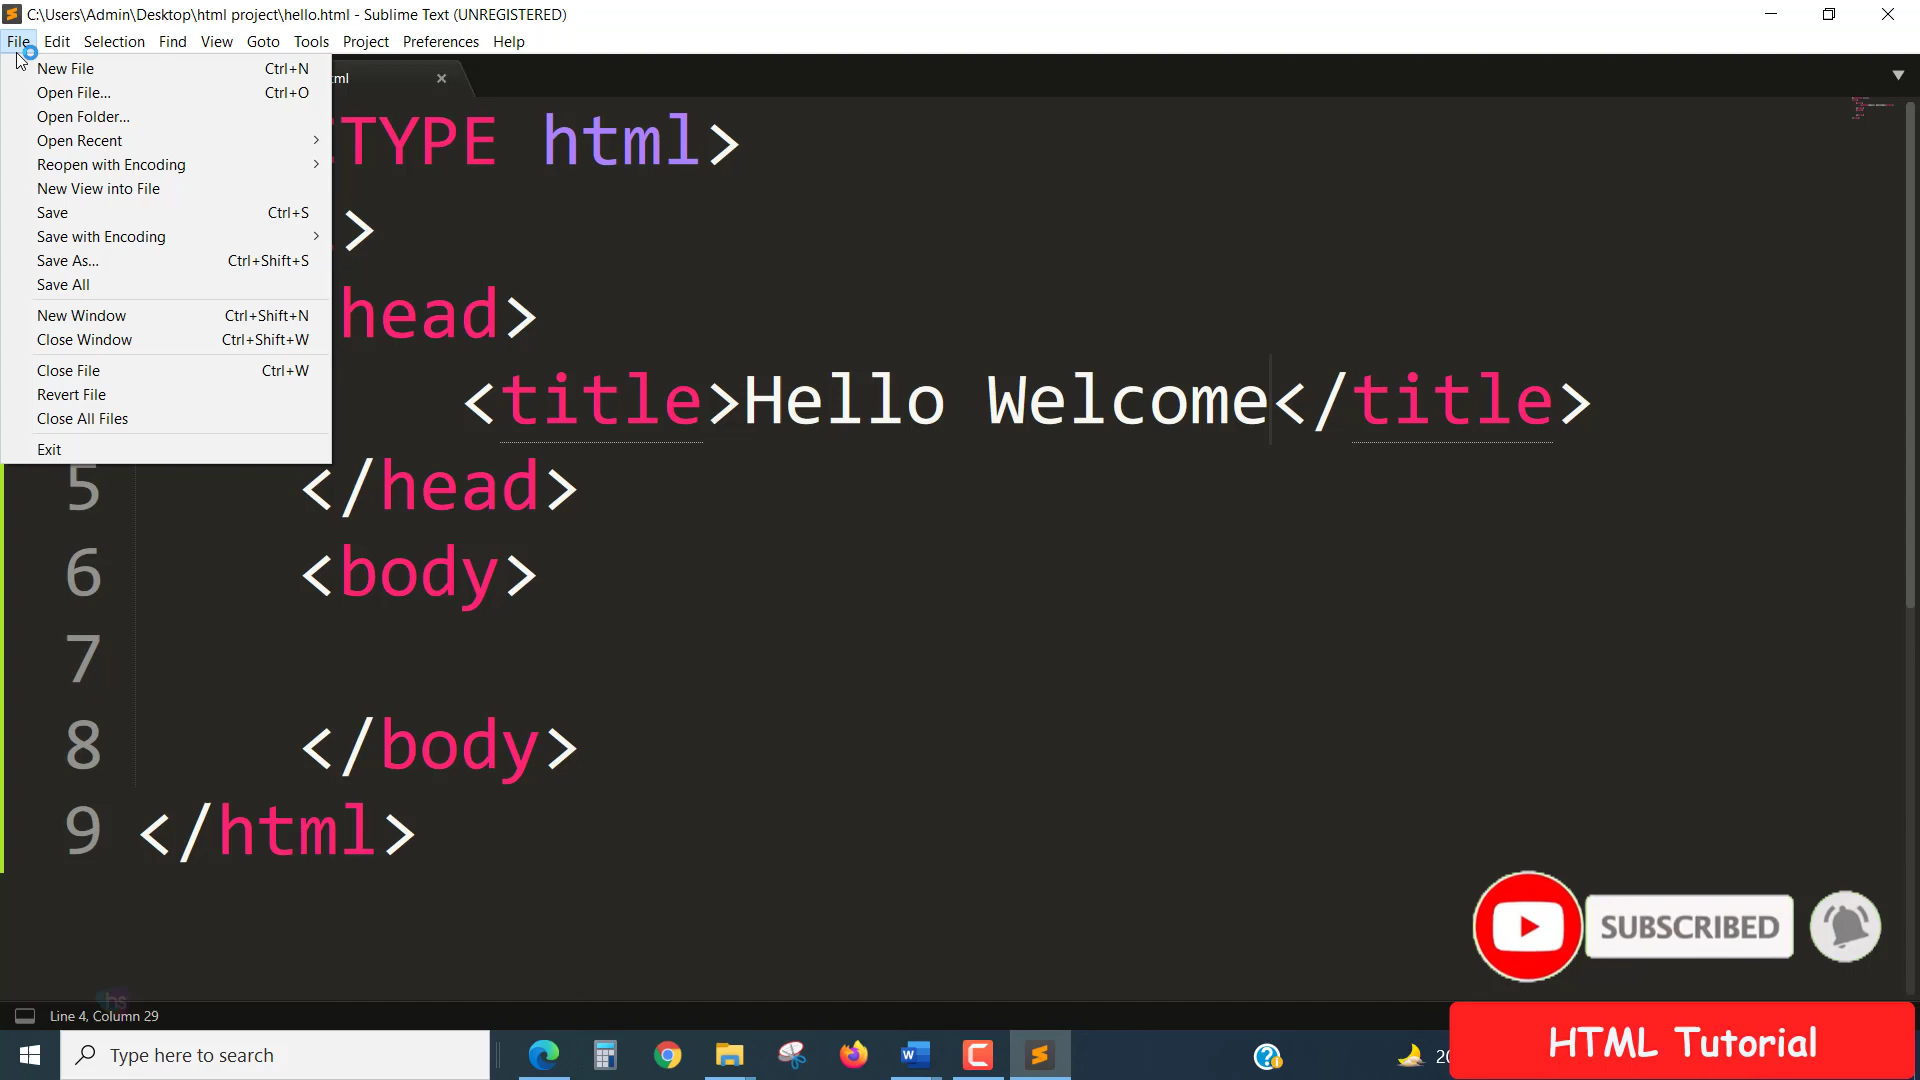 C:\Users\Admin\Desktop\html project\hello.html - Sublime Text (UNREGISTERED)
File Edit Selection Find View Goto Tools Project Preferences Help
New File Ctrl+N
Open File... Ctrl+O
Open Folder...
Open Recent
Reopen with Encoding
New View into File
Save Ctrl+S
Save with Encoding
Save As... Ctrl+Shift+S
Save All
New Window Ctrl+Shift+N
Close Window Ctrl+Shift+W
Close File Ctrl+W
Revert File
Close All Files
Exit
ml ×
TYPE html>
>
head>
<title>Hello Welcome</title>
5 </head>
6 <body>
7
8 </body>
9 </html>
SUBSCRIBED
hs
Line 4, Column 29
Type here to search
20
HTML Tutorial